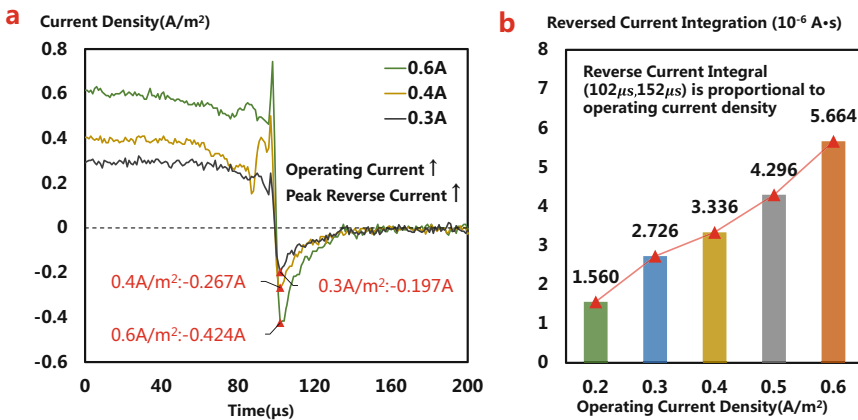 a
Current Density(A/m²)
0.8
0.6
0.4
0.2
0
-0.2
-0.4
-0.6
0.6A
0.4A
0.3A
Operating Current ↑
Peak Reverse Current ↑
0.4A/m²:-0.267A
0.3A/m²:-0.197A
0.6A/m²:-0.424A
0
40
80
120
160
200
Time(μs)
b
Reversed Current Integration (10⁻⁶ A•s)
8
7
6
5
4
3
2
1
0
Reverse Current Integral
(102μs,152μs) is proportional to
operating current density
1.560
2.726
3.336
4.296
5.664
0.2
0.3
0.4
0.5
0.6
Operating Current Density(A/m²)